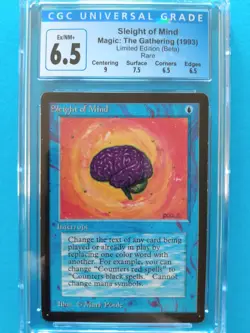 CGC UNIVERSAL GRADE
Ex/NM+
6.5
Sleight of Mind
Magic: The Gathering (1993)
Limited Edition (Beta)
Rare
Centering Surface Corners Edges
9 7.5 6.5 6.5
Sleight of Mind
Interrupt
Change the text of any card being
played or already in play by
replacing one color word with
another. For example, you can
change "Counters red spells" to
"Counters black spells." Cannot
change mana symbols.
Illus. © Mark Poole